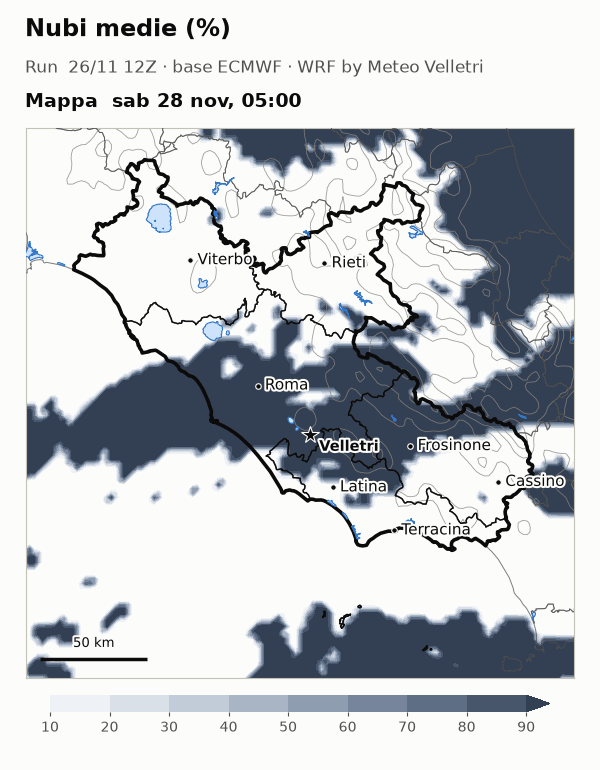 Nubi medie (%)
Run  26/11 12Z · base ECMWF · WRF by Meteo Velletri
Mappa  sab 28 nov, 05:00
Viterbo
Rieti
Roma
Velletri
Frosinone
Cassino
Latina
Terracina
50 km
10 20 30 40 50 60 70 80 90